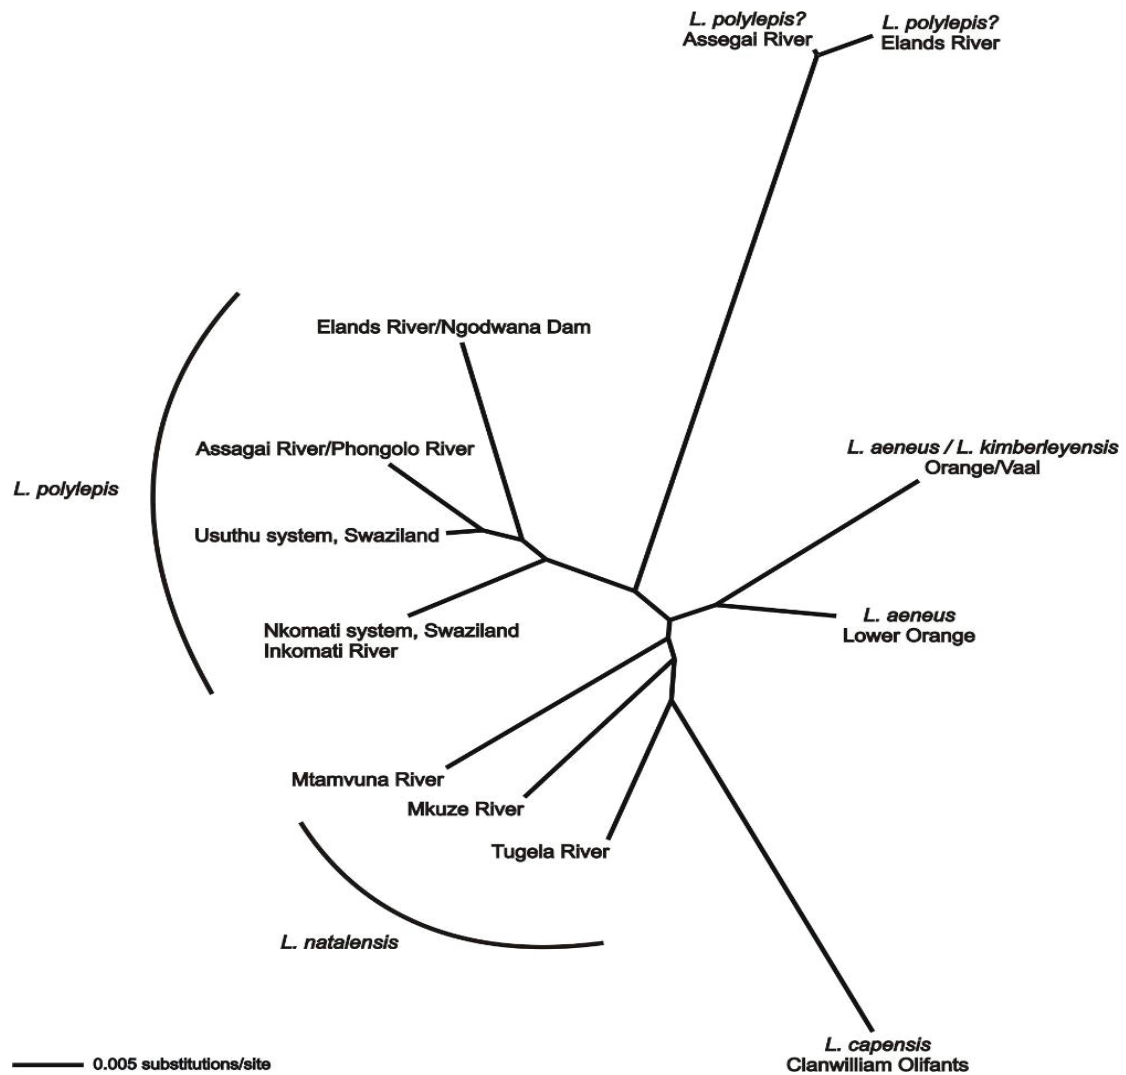 L. polylepis?
Assegai River
L. polylepis?
Elands River
Elands River/Ngodwana Dam
Assagai River/Phongolo River
L. aeneus / L. kimberleyensis
Orange/Vaal
L. polylepis
Usuthu system, Swaziland
L. aeneus
Lower Orange
Nkomati system, Swaziland
Inkomati River
Mtamvuna River
Mkuze River
Tugela River
L. natalensis
L. capensis
Clanwilliam Olifants
0.005 substitutions/site